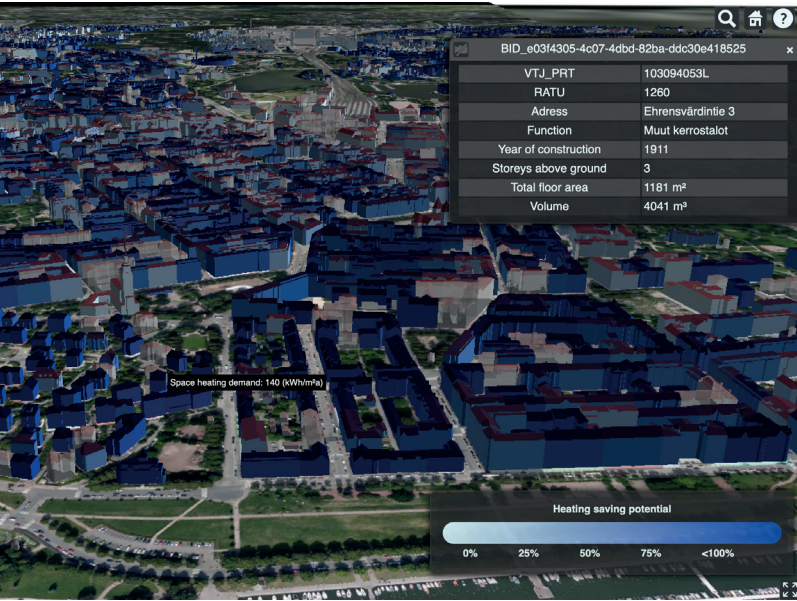 ?
BID_e03f4305-4c07-4dbd-82ba-ddc30e418525 ×
VTJ_PRT 103094053L
RATU 1260
Adress Ehrensvärdintie 3
Function Muut kerrostalot
Year of construction 1911
Storeys above ground 3
Total floor area 1181 m²
Volume 4041 m³
Space heating demand: 140 (kWh/m²a)
Heating saving potential
0% 25% 50% 75% <100%